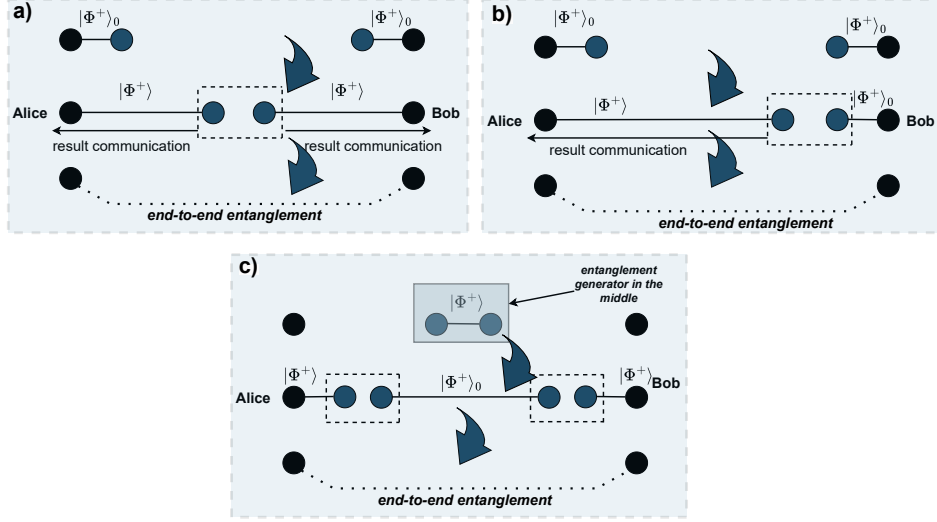 a)
|Φ⁺⟩₀ |Φ⁺⟩₀
|Φ⁺⟩ |Φ⁺⟩
Alice Bob
result communication result communication
end-to-end entanglement
b)
|Φ⁺⟩₀ |Φ⁺⟩₀
|Φ⁺⟩ |Φ⁺⟩₀
Alice Bob
result communication
end-to-end entanglement
c)
entanglement
generator in the
middle
|Φ⁺⟩
|Φ⁺⟩ |Φ⁺⟩₀ |Φ⁺⟩
Alice Bob
end-to-end entanglement